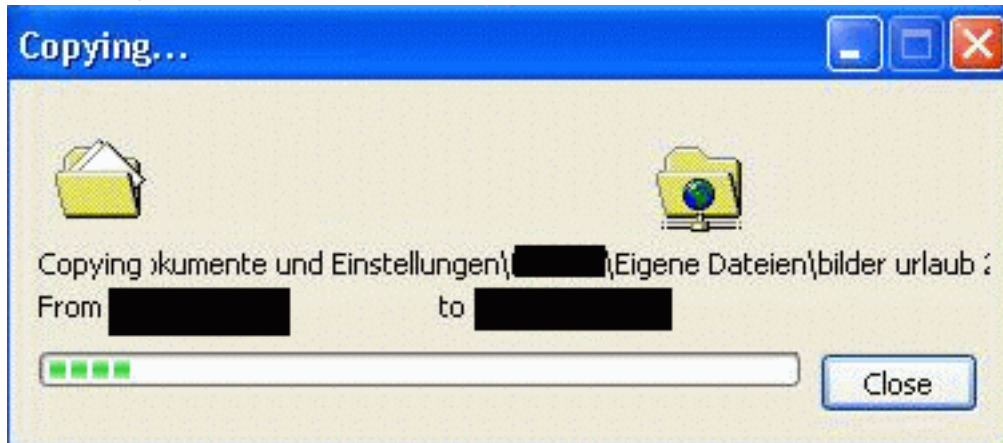 Copying...
Copying ›kumente und Einstellungen\ \Eigene Dateien\bilder urlaub
From to
Close